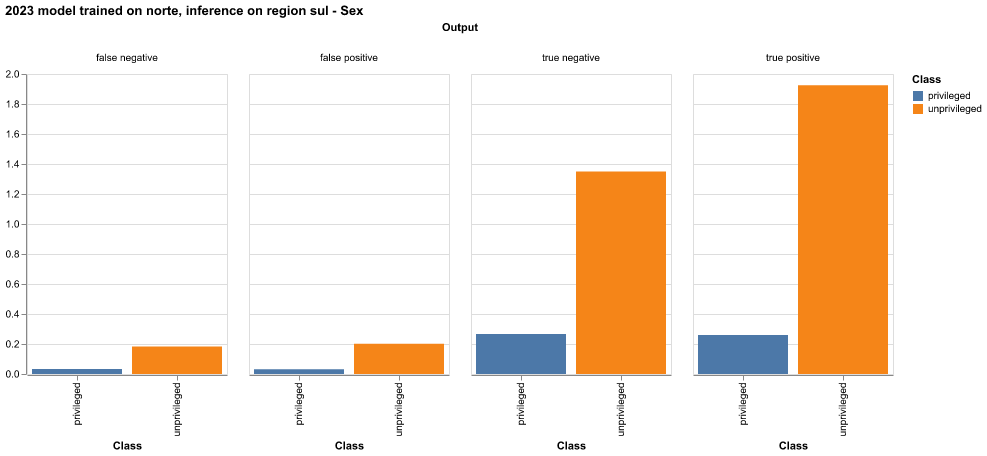 2023 model trained on norte, inference on region sul - Sex
Output
false negative
false positive
true negative
true positive
2.0
1.8
1.6
1.4
1.2
1.0
0.8
0.6
0.4
0.2
0.0
privileged
unprivileged
privileged
unprivileged
privileged
unprivileged
privileged
unprivileged
Class
Class
Class
Class
Class
privileged
unprivileged